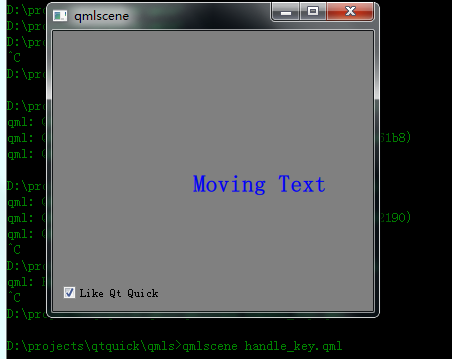 qmlscene
D:\pro
D:\pro
D:\pro
^C
D:\pro
D:\pro
qml:
qml:
qml:
D:\pro
qml:
qml:
qml:
^C
D:\pro
qml:
^C
D:\pro
51b8)
2190)
Moving Text
Like Qt Quick
D:\projects\qtquick\qmls>qmlscene handle_key.qml